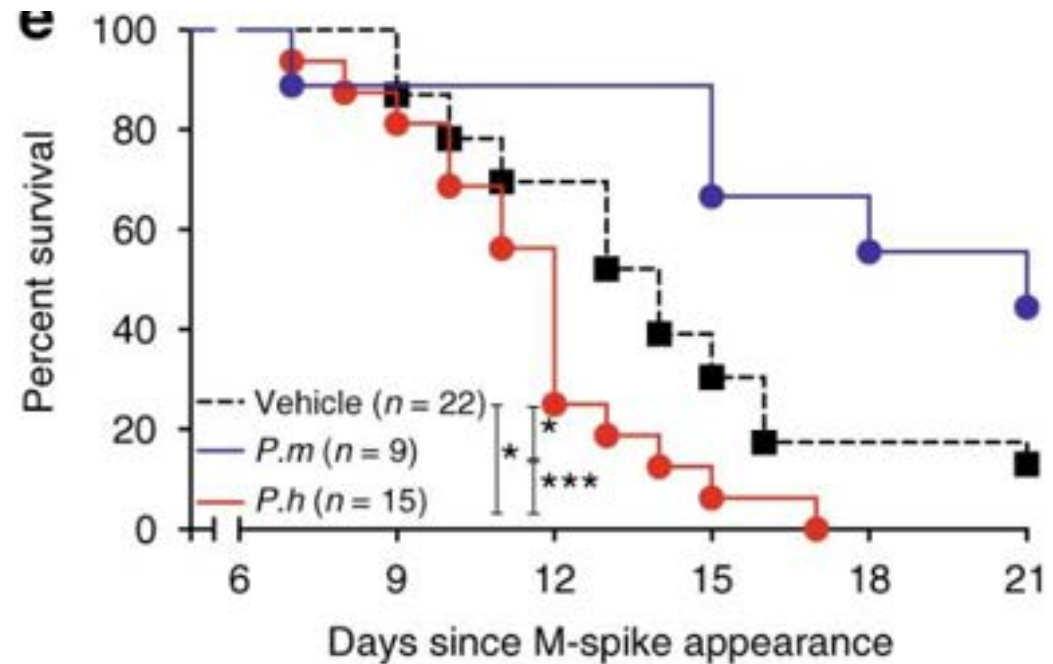 e
100
80
60
40
20
0
Percent survival
Vehicle (n = 22)
P.m (n = 9)
P.h (n = 15)
*
*
***
6 9 12 15 18 21
Days since M-spike appearance